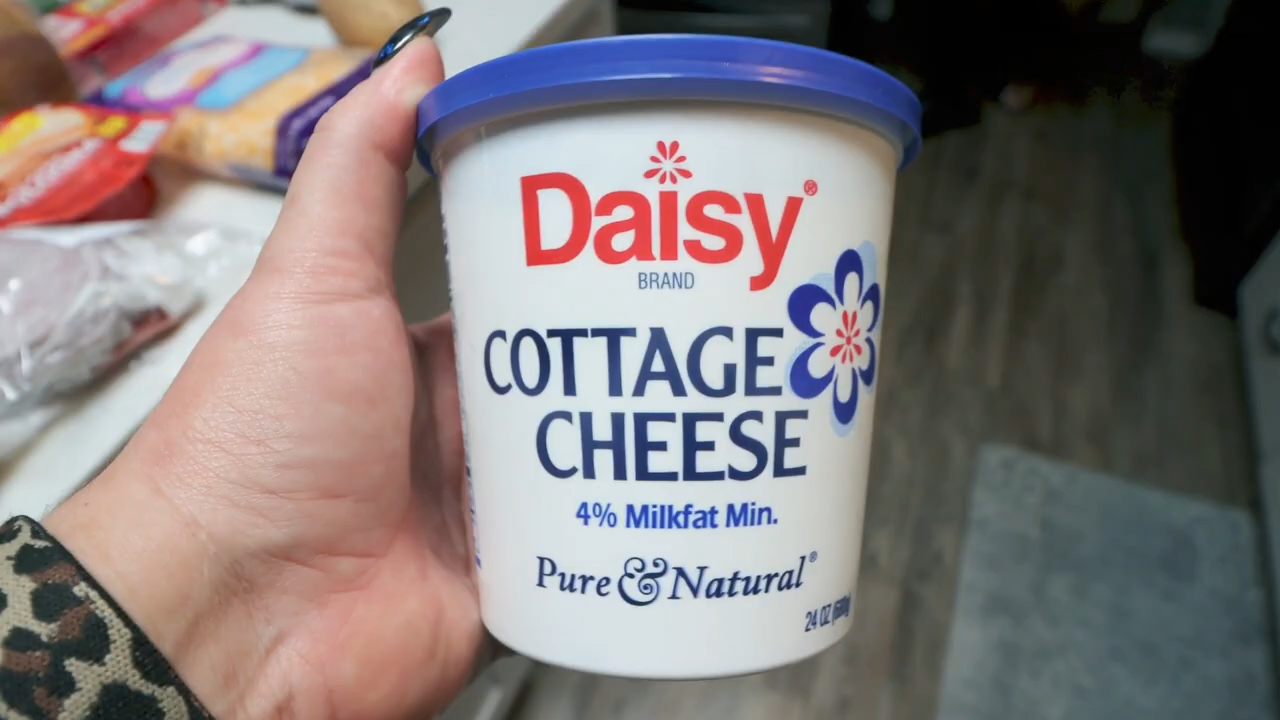 Daisy®
BRAND
COTTAGE
CHEESE
4% Milkfat Min.
Pure & Natural®
24 OZ